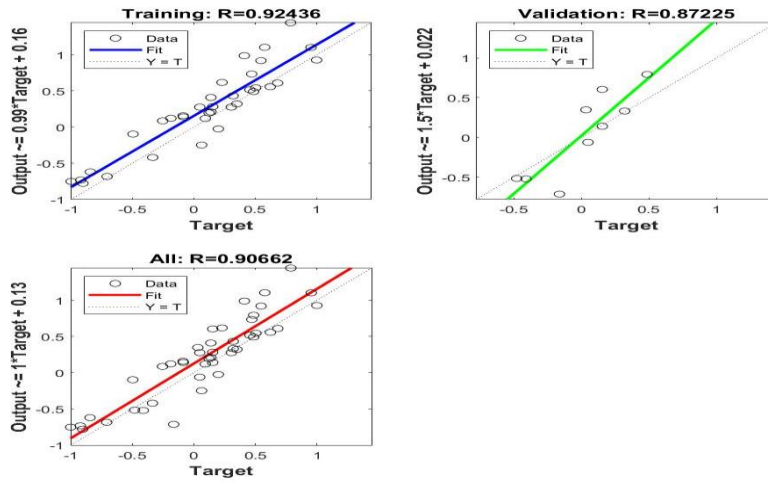 Training: R=0.92436
Output ~= 0.99*Target + 0.16
Data
Fit
Y = T
1
0.5
0
-0.5
-1
-1 -0.5 0 0.5 1
Target
Validation: R=0.87225
Output ~= 1.5*Target + 0.022
Data
Fit
Y = T
1
0.5
0
-0.5
-0.5 0 0.5 1
Target
All: R=0.90662
Output ~= 1*Target + 0.13
Data
Fit
Y = T
1
0.5
0
-0.5
-1
-1 -0.5 0 0.5 1
Target